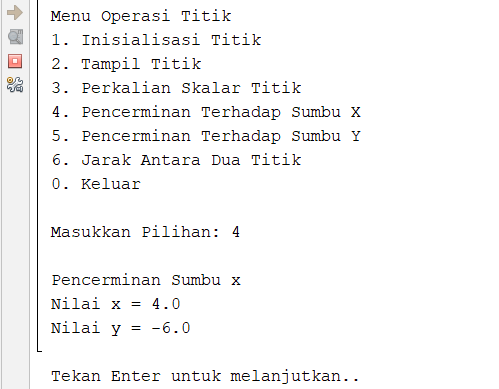 Menu Operasi Titik
1. Inisialisasi Titik
2. Tampil Titik
3. Perkalian Skalar Titik
4. Pencerminan Terhadap Sumbu X
5. Pencerminan Terhadap Sumbu Y
6. Jarak Antara Dua Titik
0. Keluar
Masukkan Pilihan: 4
Pencerminan Sumbu x
Nilai x = 4.0
Nilai y = -6.0
Tekan Enter untuk melanjutkan..